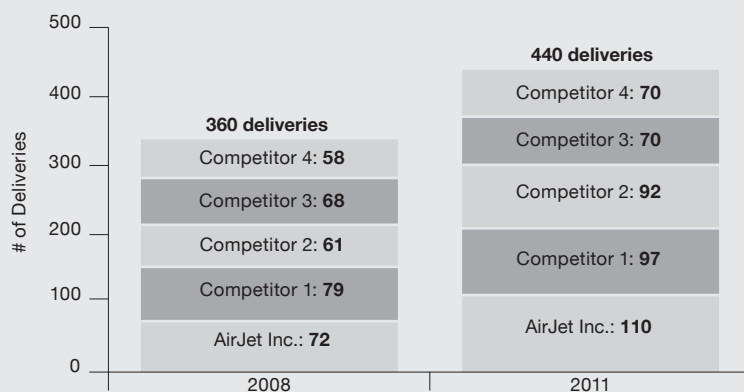 500
400
300
200
100
0
# of Deliveries
360 deliveries
Competitor 4: 58
Competitor 3: 68
Competitor 2: 61
Competitor 1: 79
AirJet Inc.: 72
2008
440 deliveries
Competitor 4: 70
Competitor 3: 70
Competitor 2: 92
Competitor 1: 97
AirJet Inc.: 110
2011